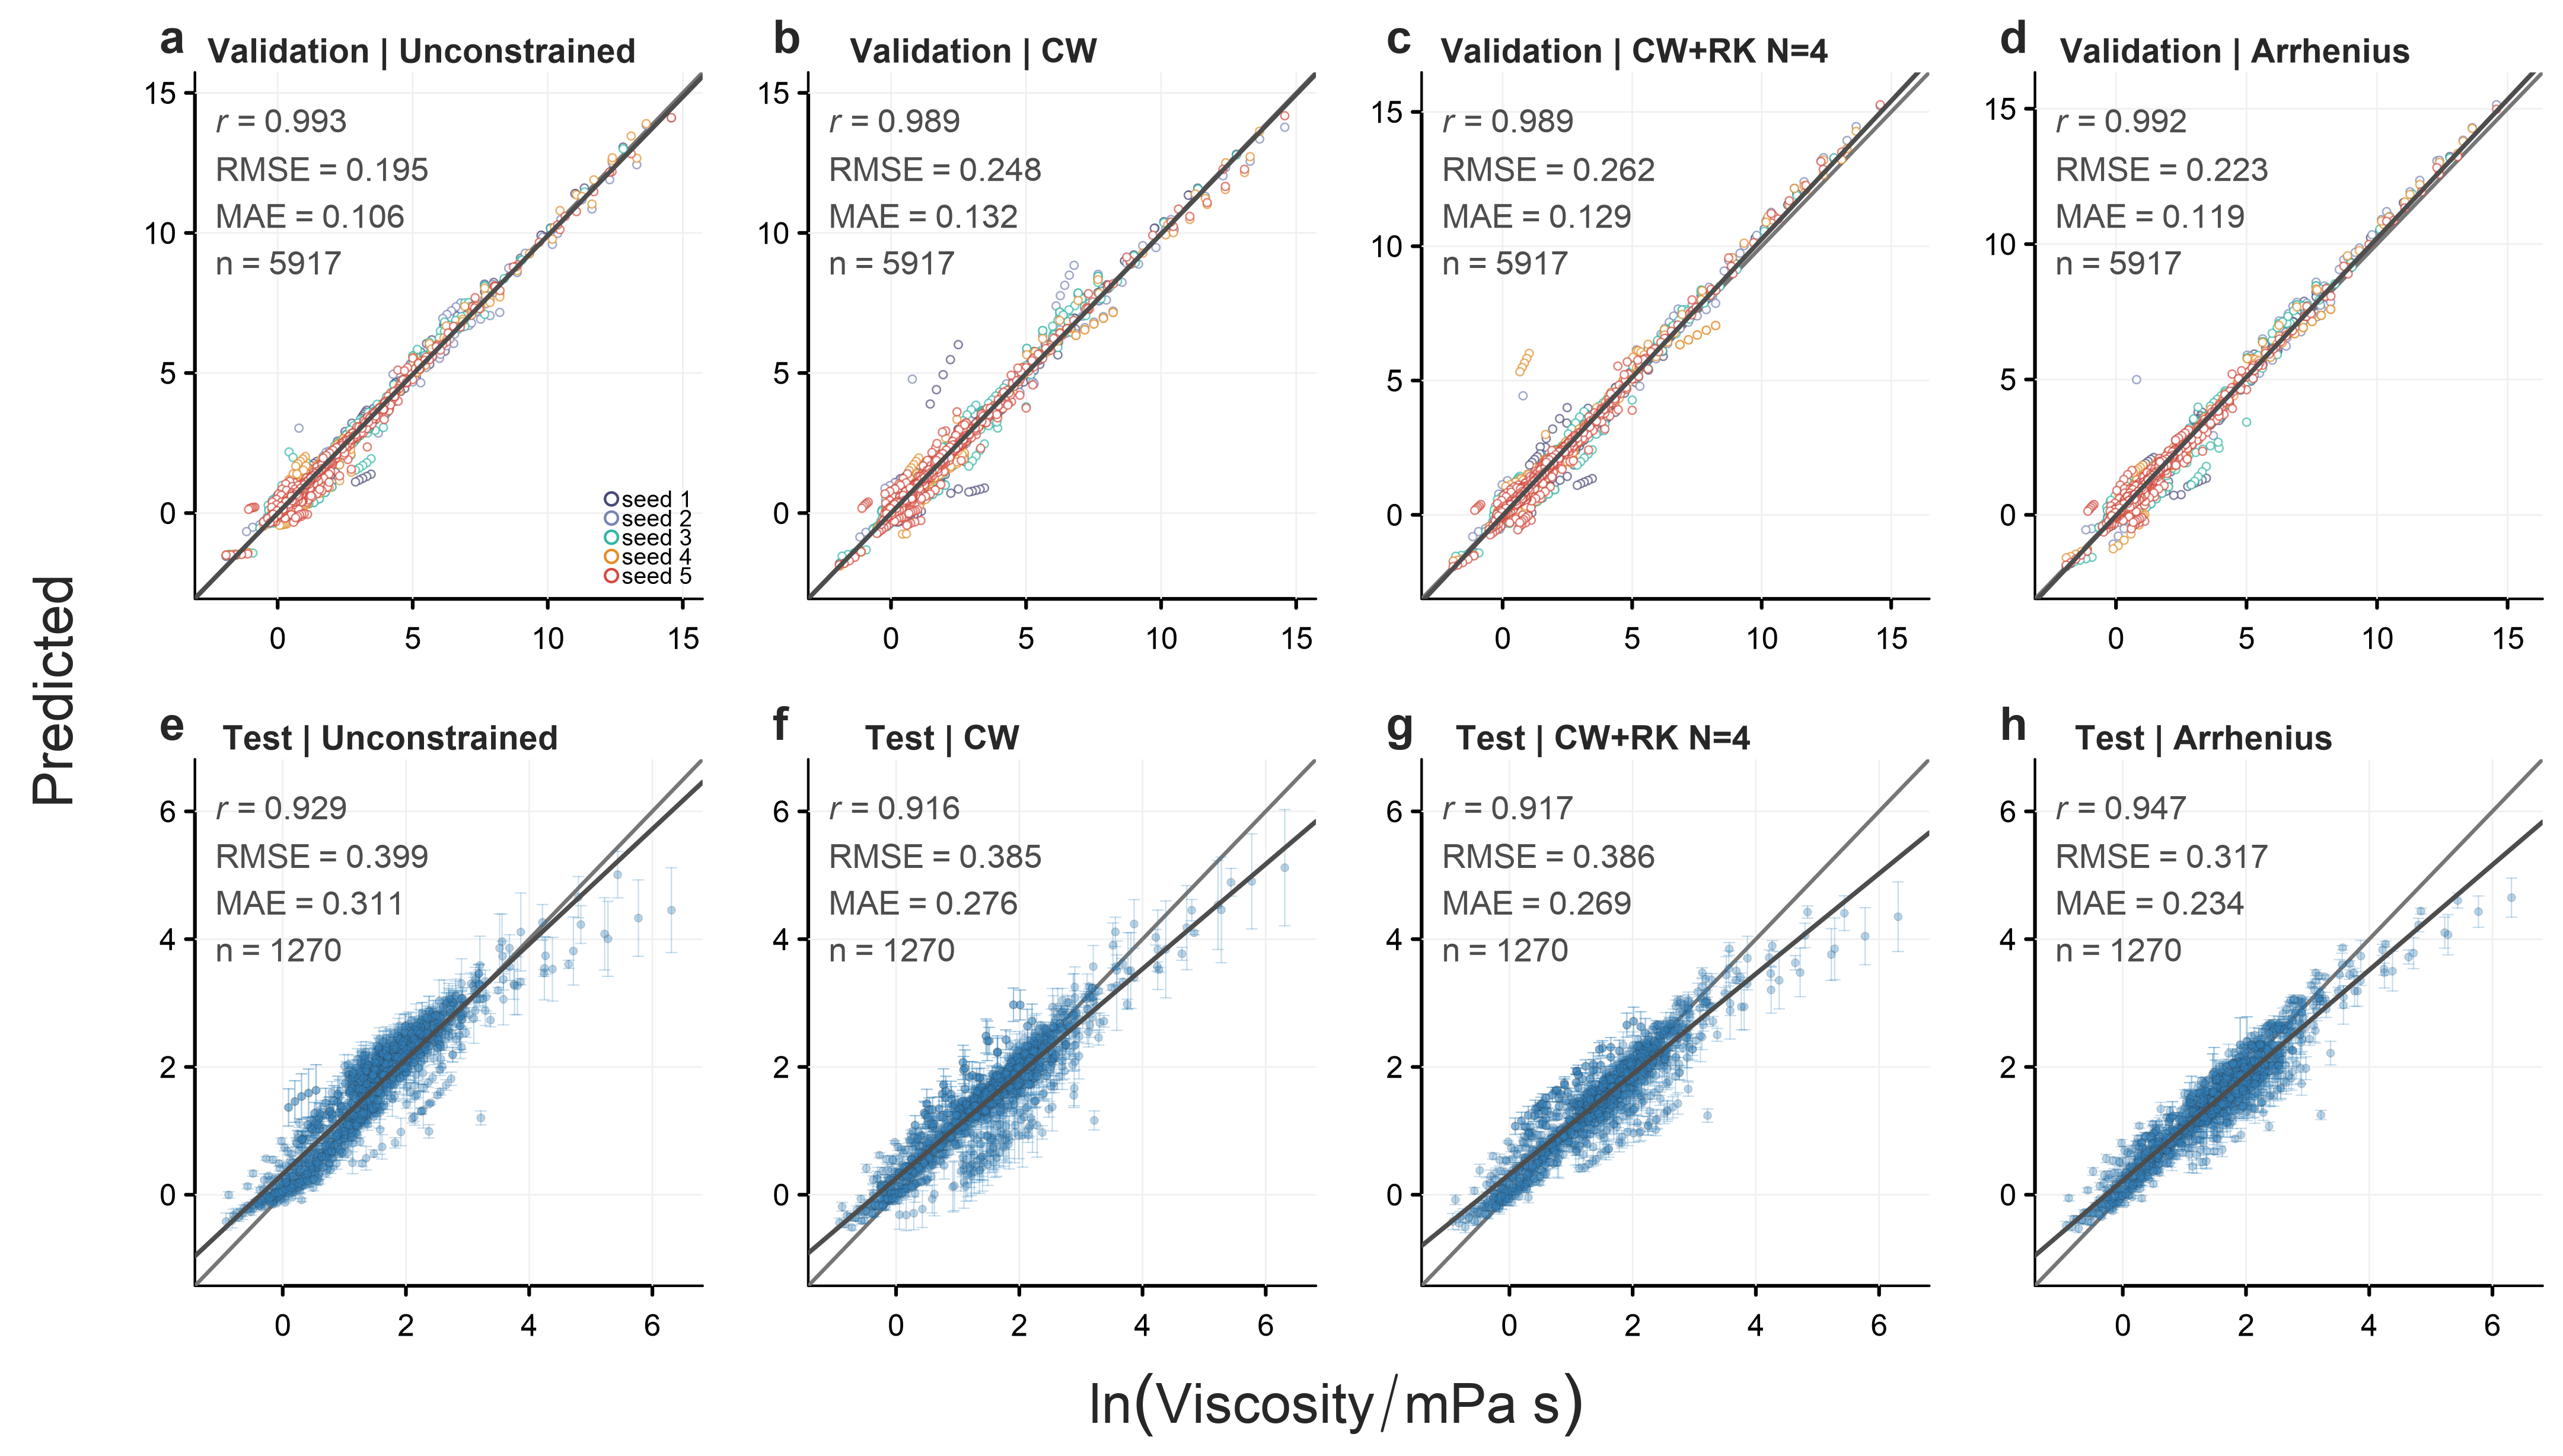 a Validation | Unconstrained
r = 0.993
RMSE = 0.195
MAE = 0.106
n = 5917
seed 1
seed 2
seed 3
seed 4
seed 5
15
10
5
0
0 5 10 15
b Validation | CW
r = 0.989
RMSE = 0.248
MAE = 0.132
n = 5917
15
10
5
0
0 5 10 15
c Validation | CW+RK N=4
r = 0.989
RMSE = 0.262
MAE = 0.129
n = 5917
15
10
5
0
0 5 10 15
d Validation | Arrhenius
r = 0.992
RMSE = 0.223
MAE = 0.119
n = 5917
15
10
5
0
0 5 10 15
Predicted
e Test | Unconstrained
r = 0.929
RMSE = 0.399
MAE = 0.311
n = 1270
6
4
2
0
0 2 4 6
f Test | CW
r = 0.916
RMSE = 0.385
MAE = 0.276
n = 1270
6
4
2
0
0 2 4 6
g Test | CW+RK N=4
r = 0.917
RMSE = 0.386
MAE = 0.269
n = 1270
6
4
2
0
0 2 4 6
h Test | Arrhenius
r = 0.947
RMSE = 0.317
MAE = 0.234
n = 1270
6
4
2
0
0 2 4 6
ln(Viscosity/mPa s)